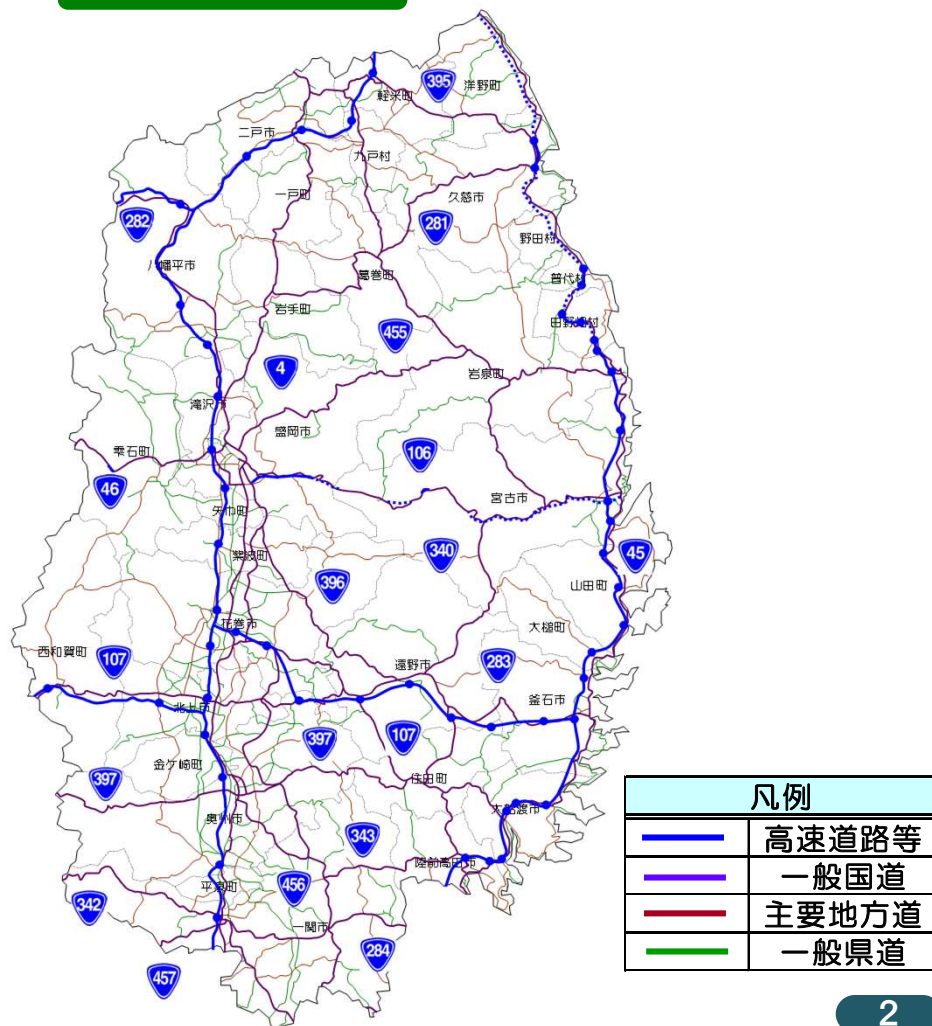 395
洋野町
軽米町
二戸市
九戸村
一戸町
久慈市
282
281
野田村
八幡平市
葛巻町
普代村
岩手町
田野畑村
455
4
岩泉町
滝沢市
盛岡市
雫石町
106
46
宮古市
矢巾町
紫波町
340
45
396
山田町
花巻市
大槌町
西和賀町
107
遠野市
283
北上市
釜石市
397
107
金ケ崎町
397
住田町
大船渡市
奥州市
343
陸前高田市
平泉町
456
342
一関市
284
457
凡例
高速道路等
一般国道
主要地方道
一般県道
2